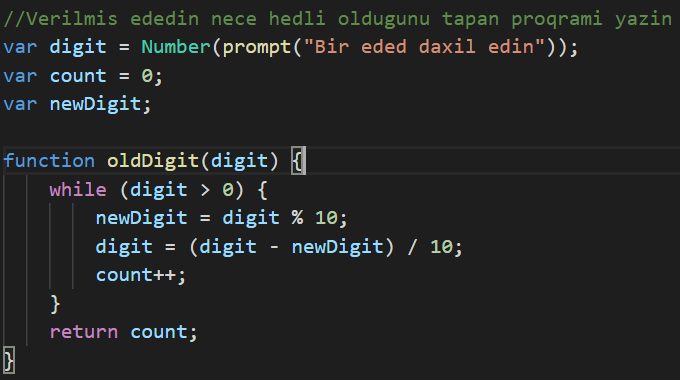 //Verilmis ededin nece hedli oldugunu tapan proqrami yazin
var digit = Number(prompt("Bir eded daxil edin"));
var count = 0;
var newDigit;
function oldDigit(digit) {
while (digit > 0) {
newDigit = digit % 10;
digit = (digit - newDigit) / 10;
count++;
}
return count;
}